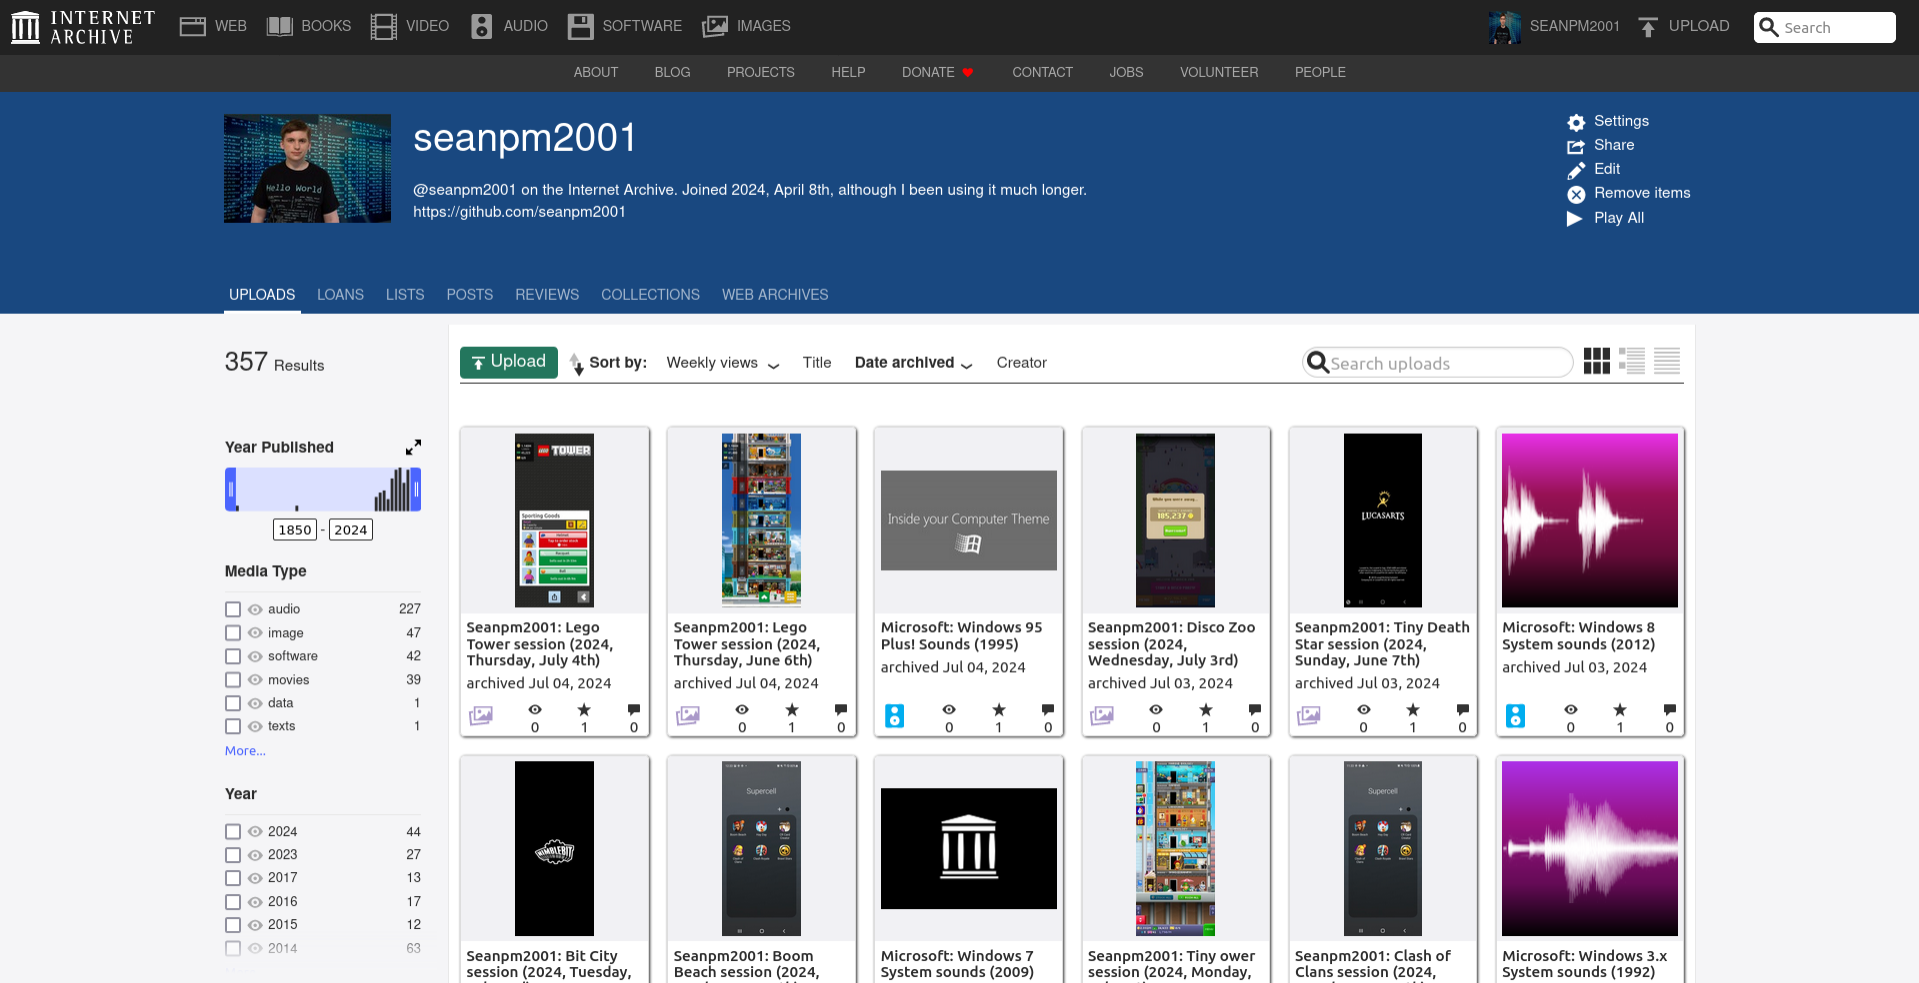 INTERNET
ARCHIVE
WEB
BOOKS
VIDEO
AUDIO
SOFTWARE
IMAGES
SEANPM2001
UPLOAD
Search
ABOUT
BLOG
PROJECTS
HELP
DONATE
CONTACT
JOBS
VOLUNTEER
PEOPLE
Hello World
seanpm2001
@seanpm2001 on the Internet Archive. Joined 2024, April 8th, although I been using it much longer.
https://github.com/seanpm2001
Settings
Share
Edit
Remove items
Play All
UPLOADS
LOANS
LISTS
POSTS
REVIEWS
COLLECTIONS
WEB ARCHIVES
357 Results
Year Published
1850 - 2024
Media Type
audio 227
image 47
software 42
movies 39
data 1
texts 1
More...
Year
2024 44
2023 27
2017 13
2016 17
2015 12
2014 63
Upload
Sort by:
Weekly views
Title
Date archived
Creator
Search uploads
LEGO TOWER
Sporting Goods
Seanpm2001: Lego
Tower session (2024,
Thursday, July 4th)
archived Jul 04, 2024
0 1 0
Seanpm2001: Lego
Tower session (2024,
Thursday, June 6th)
archived Jul 04, 2024
0 1 0
Inside your Computer Theme
Microsoft: Windows 95
Plus! Sounds (1995)
archived Jul 04, 2024
0 1 0
While you were away...
185,237
Seanpm2001: Disco Zoo
session (2024,
Wednesday, July 3rd)
archived Jul 03, 2024
0 1 0
LUCASARTS
Seanpm2001: Tiny Death
Star session (2024,
Sunday, June 7th)
archived Jul 03, 2024
0 1 0
Microsoft: Windows 8
System sounds (2012)
archived Jul 03, 2024
0 1 0
NIMBLEBIT
Seanpm2001: Bit City
session (2024, Tuesday,
Supercell
Seanpm2001: Boom
Beach session (2024,
Microsoft: Windows 7
System sounds (2009)
Seanpm2001: Tiny ower
session (2024, Monday,
Supercell
Seanpm2001: Clash of
Clans session (2024,
Microsoft: Windows 3.x
System sounds (1992)